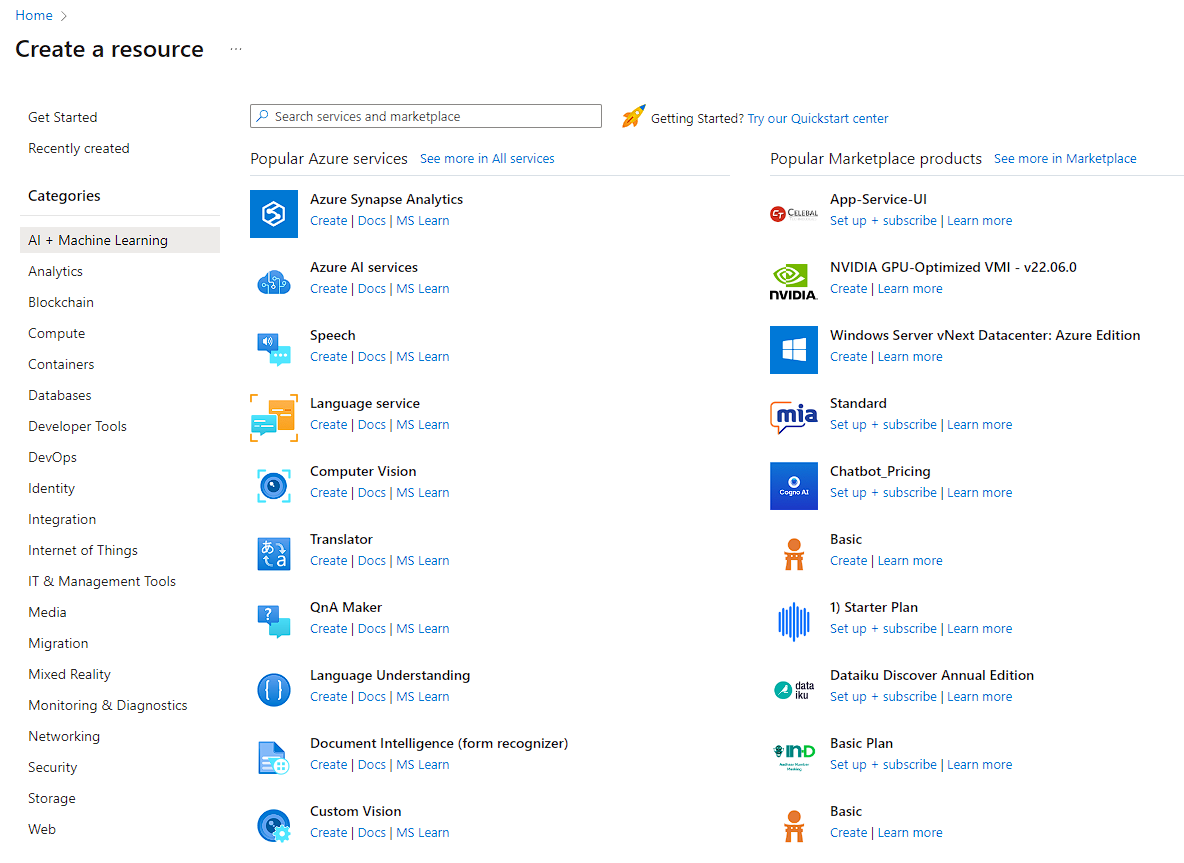 Home
Create a resource ...
Get Started
Recently created
Categories
AI + Machine Learning
Analytics
Blockchain
Compute
Containers
Databases
Developer Tools
DevOps
Identity
Integration
Internet of Things
IT & Management Tools
Media
Migration
Mixed Reality
Monitoring & Diagnostics
Networking
Security
Storage
Web
Search services and marketplace
Getting Started? Try our Quickstart center
Popular Azure services See more in All services
Azure Synapse Analytics
Create | Docs | MS Learn
Azure AI services
Create | Docs | MS Learn
Speech
Create | Docs | MS Learn
Language service
Create | Docs | MS Learn
Computer Vision
Create | Docs | MS Learn
あ a
Translator
Create | Docs | MS Learn
?
QnA Maker
Create | Docs | MS Learn
{ }
Language Understanding
Create | Docs | MS Learn
Document Intelligence (form recognizer)
Create | Docs | MS Learn
Custom Vision
Create | Docs | MS Learn
Popular Marketplace products See more in Marketplace
CT CELEBAL
App-Service-UI
Set up + subscribe | Learn more
NVIDIA.
NVIDIA GPU-Optimized VMI - v22.06.0
Create | Learn more
Windows Server vNext Datacenter: Azure Edition
Create | Learn more
mia
Standard
Set up + subscribe | Learn more
Cogno AI
Chatbot_Pricing
Set up + subscribe | Learn more
Basic
Create | Learn more
1) Starter Plan
Set up + subscribe | Learn more
data
iku
Dataiku Discover Annual Edition
Set up + subscribe | Learn more
IN-D
Basic Plan
Set up + subscribe | Learn more
Basic
Create | Learn more